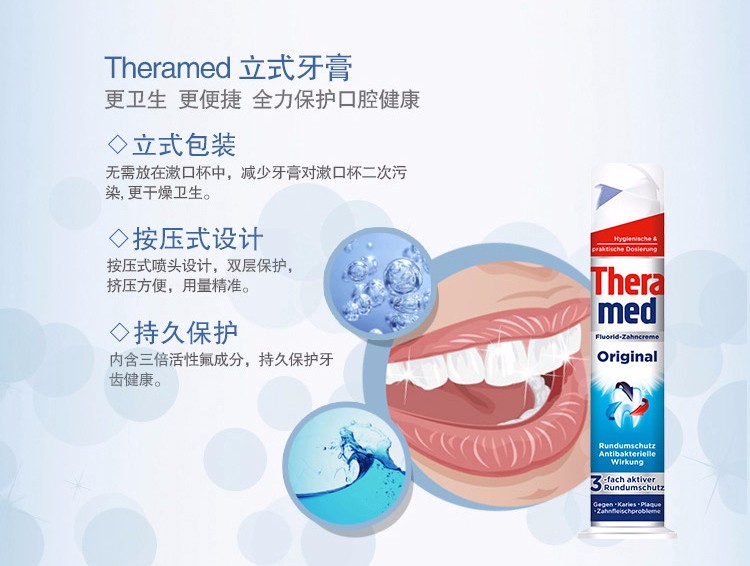 Theramed 立式牙膏
更卫生 更便捷 全力保护口腔健康
◇立式包装
无需放在漱口杯中，减少牙膏对漱口杯二次污
染,更干燥卫生。
◇按压式设计
按压式喷头设计，双层保护，
挤压方便，用量精准。
◇持久保护
内含三倍活性氟成分，持久保护牙
齿健康。
Hygienische &
praktische Dosierung
Thera
med
Fluorid-Zahncreme
Original
Rundumschutz
Antibakterielle
Wirkung
3-fach aktiver
Rundumschutz
Gegen・Karies・Plaque
・Zahnfleischprobleme